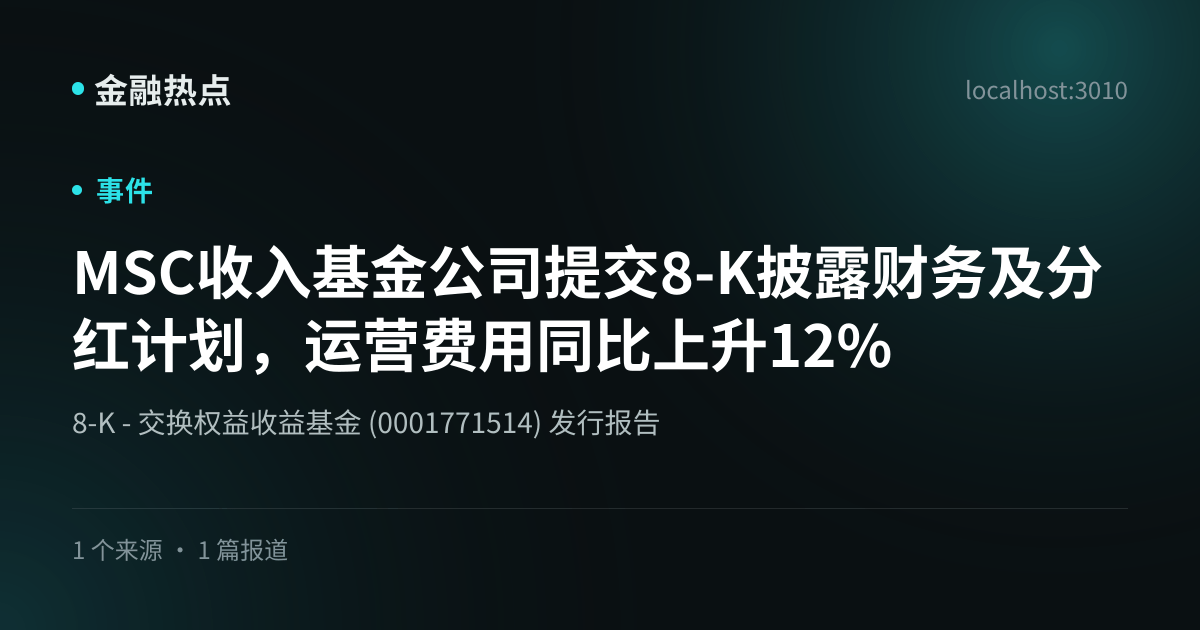 金融热点
localhost:3010
事件
MSC收入基金公司提交8-K披露财务及分
红计划，运营费用同比上升12%
8-K - 交换权益收益基金 (0001771514) 发行报告
1 个来源 · 1 篇报道